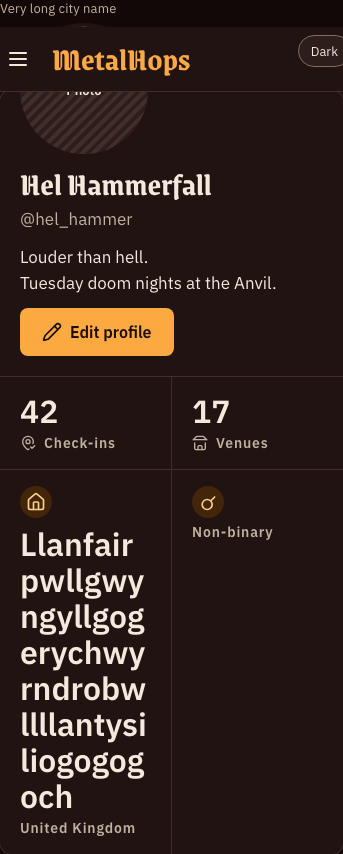 Very long city name
MetalHops
Dark
Photo
Hel Hammerfall
@hel_hammer
Louder than hell.
Tuesday doom nights at the Anvil.
Edit profile
42
17
Check-ins
Venues
Llanfair
pwllgwy
ngyllgog
erychwy
rndrobw
llllantysi
liogogog
och
Non-binary
United Kingdom